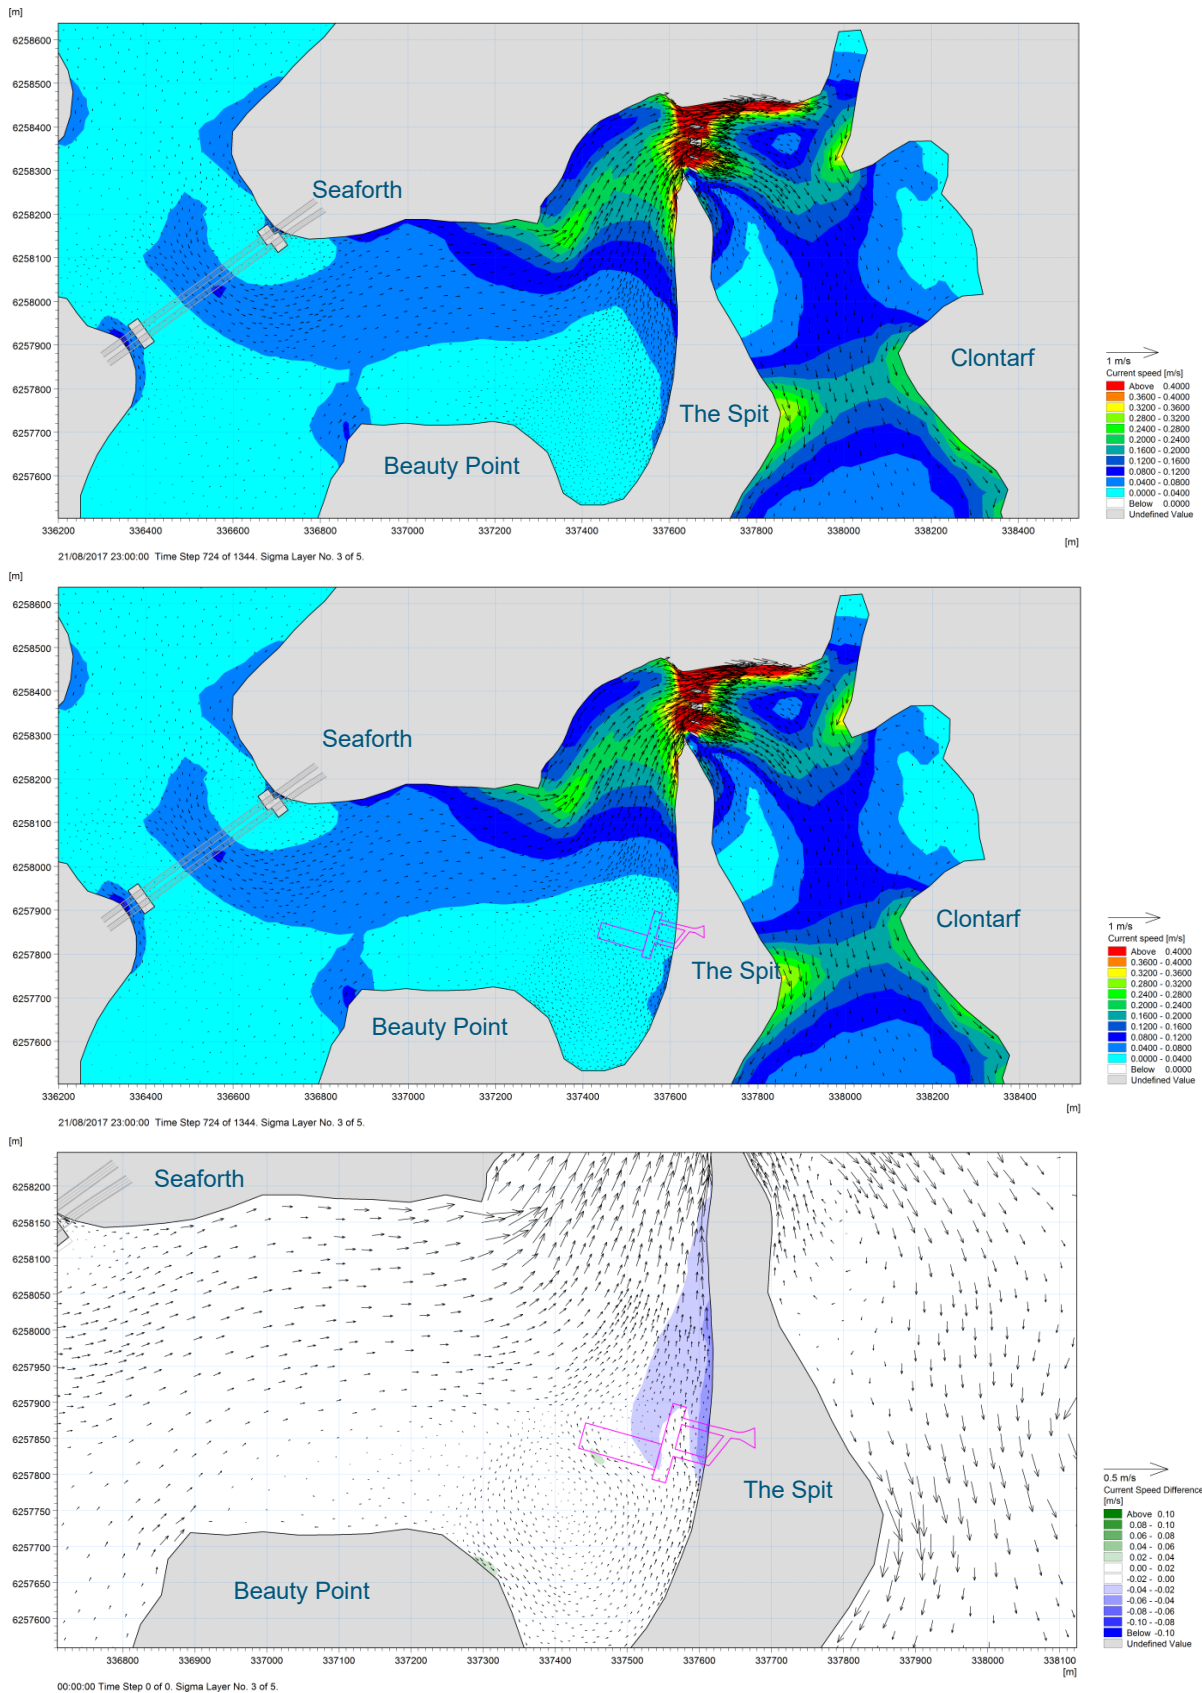 [m]
6258600
6258500
6258400
6258300
6258200
6258100
6258000
6257900
6257800
6257700
6257600
Seaforth
Clontarf
The Spit
Beauty Point
1 m/s
Current speed [m/s]
Above 0.4000
0.3600 - 0.4000
0.3200 - 0.3600
0.2800 - 0.3200
0.2400 - 0.2800
0.2000 - 0.2400
0.1600 - 0.2000
0.1200 - 0.1600
0.0800 - 0.1200
0.0400 - 0.0800
0.0000 - 0.0400
Below 0.0000
Undefined Value
336200 336400 336600 336800 337000 337200 337400 337600 337800 338000 338200 338400
[m]
21/08/2017 23:00:00 Time Step 724 of 1344. Sigma Layer No. 3 of 5.
[m]
6258600
6258500
6258400
6258300
6258200
6258100
6258000
6257900
6257800
6257700
6257600
Seaforth
Clontarf
The Spit
Beauty Point
1 m/s
Current speed [m/s]
Above 0.4000
0.3600 - 0.4000
0.3200 - 0.3600
0.2800 - 0.3200
0.2400 - 0.2800
0.2000 - 0.2400
0.1600 - 0.2000
0.1200 - 0.1600
0.0800 - 0.1200
0.0400 - 0.0800
0.0000 - 0.0400
Below 0.0000
Undefined Value
336200 336400 336600 336800 337000 337200 337400 337600 337800 338000 338200 338400
[m]
21/08/2017 23:00:00 Time Step 724 of 1344. Sigma Layer No. 3 of 5.
[m]
6258200
6258150
6258100
6258050
6258000
6257950
6257900
6257850
6257800
6257750
6257700
6257650
6257600
Seaforth
The Spit
Beauty Point
0.5 m/s
Current Speed Difference
[m/s]
Above 0.10
0.08 - 0.10
0.06 - 0.08
0.04 - 0.06
0.02 - 0.04
0.00 - 0.02
-0.02 - 0.00
-0.04 - -0.02
-0.06 - -0.04
-0.08 - -0.06
-0.10 - -0.08
Below -0.10
Undefined Value
336800 336900 337000 337100 337200 337300 337400 337500 337600 337700 337800 337900 338000 338100
[m]
00:00:00 Time Step 0 of 0. Sigma Layer No. 3 of 5.